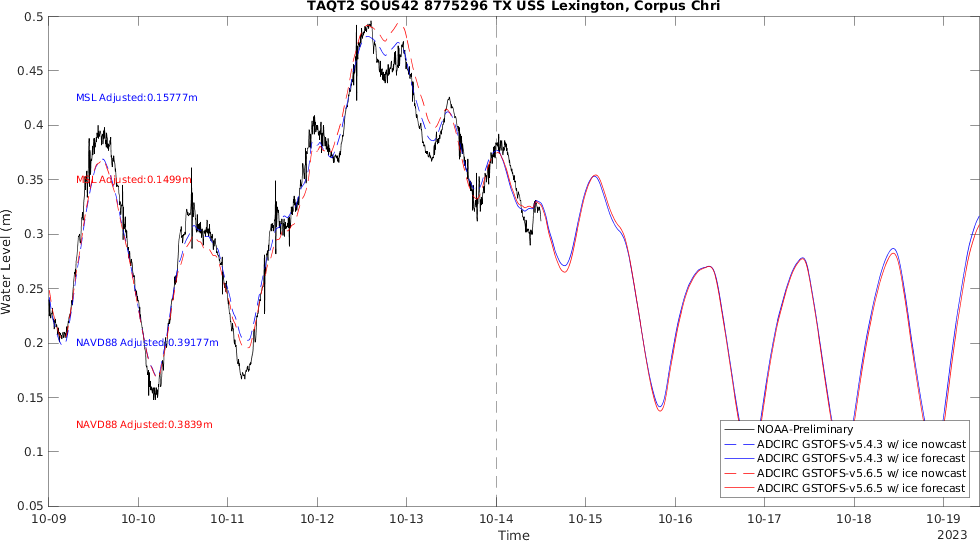 TAQT2 SOUS42 8775296 TX USS Lexington, Corpus Chri
0.5
0.45
0.4
0.35
0.3
0.25
0.2
0.15
0.1
0.05
Water Level (m)
MSL Adjusted:0.15777m
MSL Adjusted:0.1499m
NAVD88 Adjusted:0.39177m
NAVD88 Adjusted:0.3839m
NOAA-Preliminary
ADCIRC GSTOFS-v5.4.3 w/ ice nowcast
ADCIRC GSTOFS-v5.4.3 w/ ice forecast
ADCIRC GSTOFS-v5.6.5 w/ ice nowcast
ADCIRC GSTOFS-v5.6.5 w/ ice forecast
10-09 10-10 10-11 10-12 10-13 10-14 10-15 10-16 10-17 10-18 10-19
Time
2023